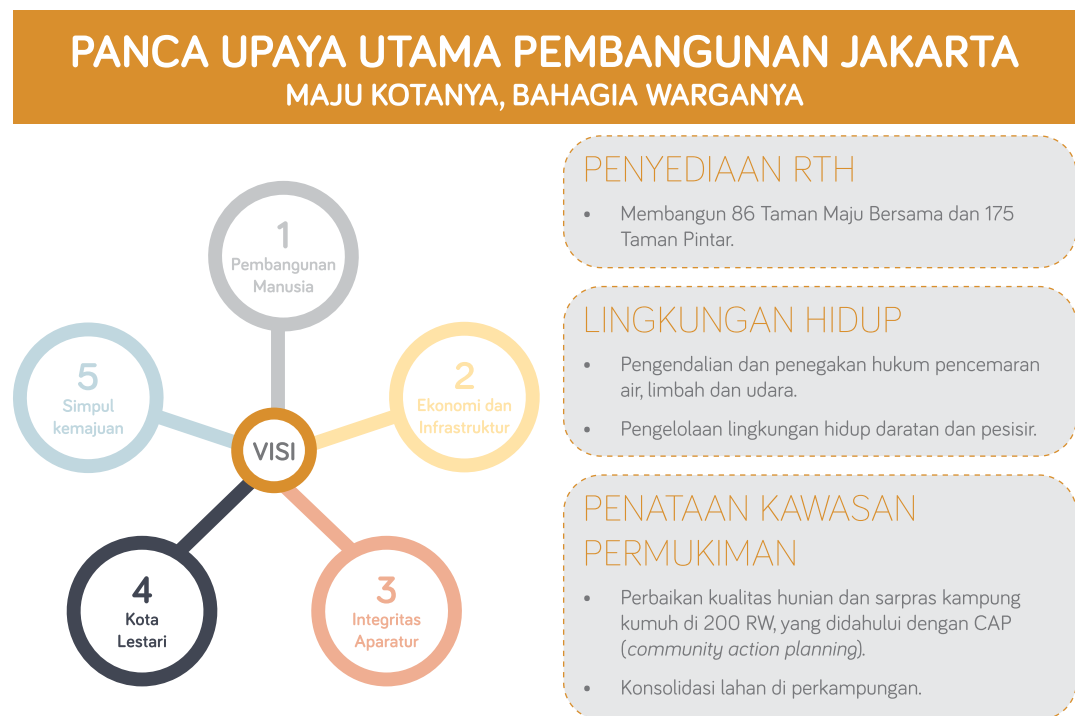 PANCA UPAYA UTAMA PEMBANGUNAN JAKARTA
MAJU KOTANYA, BAHAGIA WARGANYA
1
Pembangunan
Manusia
2
Ekonomi dan
Infrastruktur
3
Integritas
Aparatur
4
Kota
Lestari
5
Simpul
kemajuan
VISI
PENYEDIAAN RTH
• Membangun 86 Taman Maju Bersama dan 175
Taman Pintar.
LINGKUNGAN HIDUP
• Pengendalian dan penegakan hukum pencemaran
air, limbah dan udara.
• Pengelolaan lingkungan hidup daratan dan pesisir.
PENATAAN KAWASAN
PERMUKIMAN
• Perbaikan kualitas hunian dan sarpras kampung
kumuh di 200 RW, yang didahului dengan CAP
(community action planning).
• Konsolidasi lahan di perkampungan.